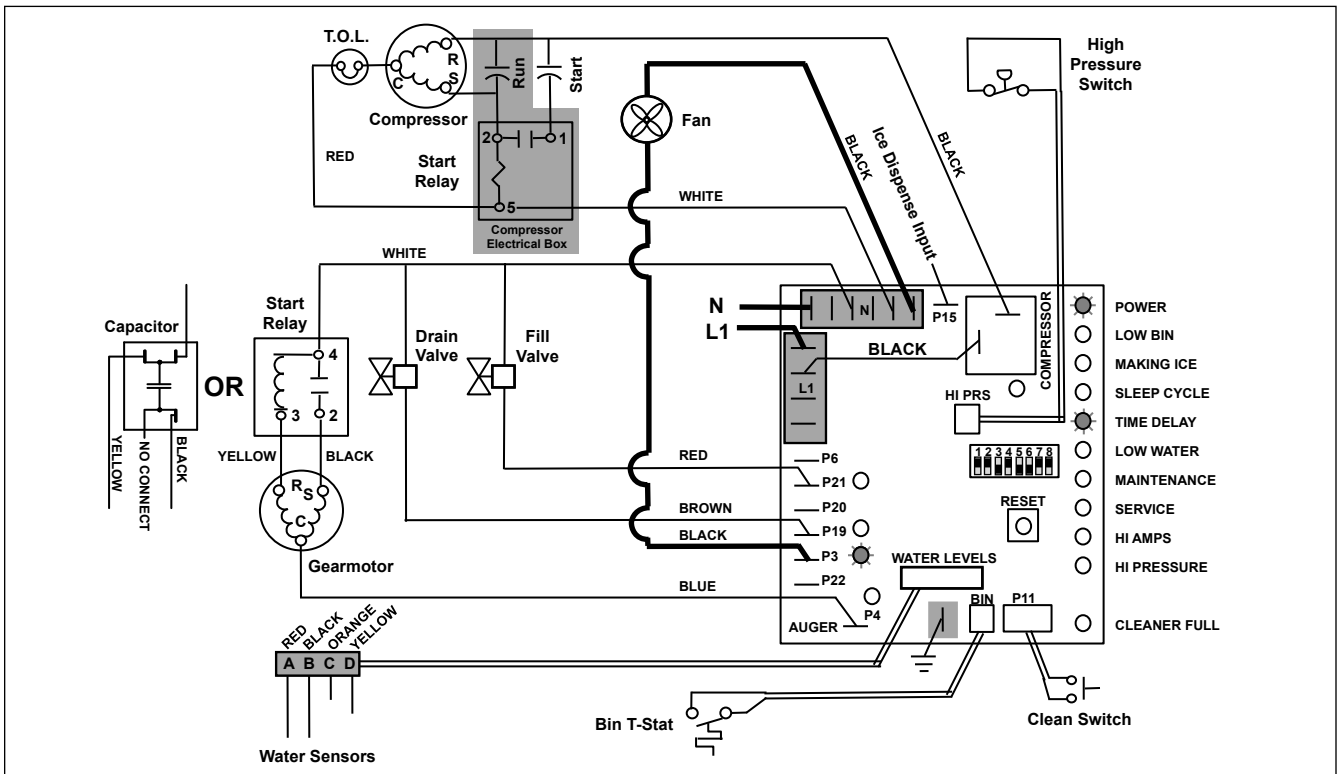 T.O.L.
R
S
C
Compressor
Run
Start
2
1
Start
Relay
5
Compressor
Electrical Box
RED
WHITE
Fan
BLACK
Ice Dispense Input
BLACK
High
Pressure
Switch
WHITE
Capacitor
YELLOW
NO CONNECT
BLACK
OR
Start
Relay
4
3
2
YELLOW
BLACK
R
S
C
Gearmotor
Drain
Valve
Fill
Valve
N
L1
N
P15
BLACK
L1
COMPRESSOR
HI PRS
P6
RED
P21
P20
BROWN
P19
BLACK
P3
P22
BLUE
P4
AUGER
1 2 3 4 5 6 7 8
RESET
WATER LEVELS
BIN
P11
POWER
LOW BIN
MAKING ICE
SLEEP CYCLE
TIME DELAY
LOW WATER
MAINTENANCE
SERVICE
HI AMPS
HI PRESSURE
CLEANER FULL
RED
BLACK
ORANGE
YELLOW
A B C D
Water Sensors
Bin T-Stat
Clean Switch